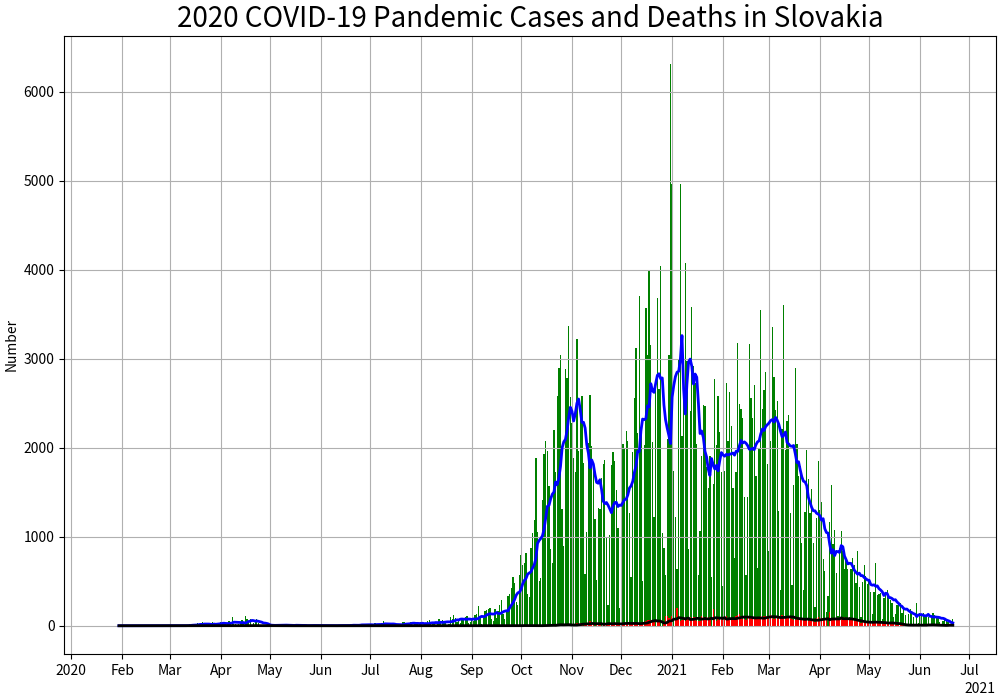 2020 COVID-19 Pandemic Cases and Deaths in Slovakia
Number
6000
5000
4000
3000
2000
1000
0
2020 Feb Mar Apr May Jun Jul Aug Sep Oct Nov Dec 2021 Feb Mar Apr May Jun Jul
2021